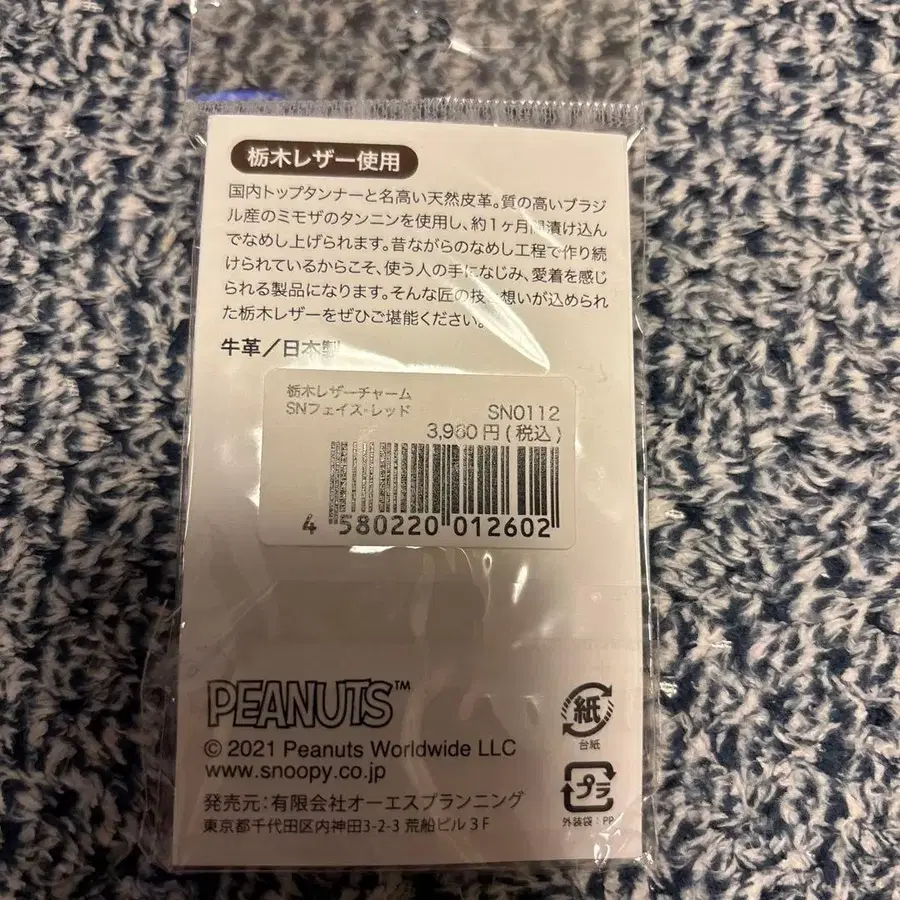 栃木レザー使用
国内トップタンナーと名高い天然皮革。質の高いブラジ
ル産のミモザのタンニンを使用し、約1ヶ月間漬け込ん
でなめし上げられます。昔ながらのなめし工程で作り続
けられているからこそ、使う人の手になじみ、愛着を感じ
られる製品になります。そんな匠の技と想いが込められ
た栃木レザーをぜひご堪能ください。
牛革/日本製
栃木レザーチャーム
SNフェイス・レッド SN0112
3,960円(税込)
4 580220 012602
PEANUTS™
© 2021 Peanuts Worldwide LLC
www.snoopy.co.jp
発売元:有限会社オーエスプランニング
東京都千代田区内神田3-2-3 荒船ビル3F
紙
台紙
プラ
外装袋:PP